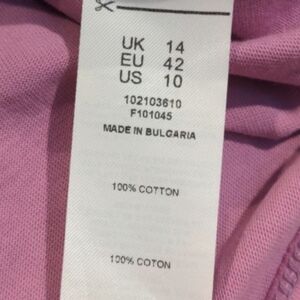 UK 14
EU 42
US 10
102103610
F101045
MADE IN BULGARIA
100% COTTON
100% COTON